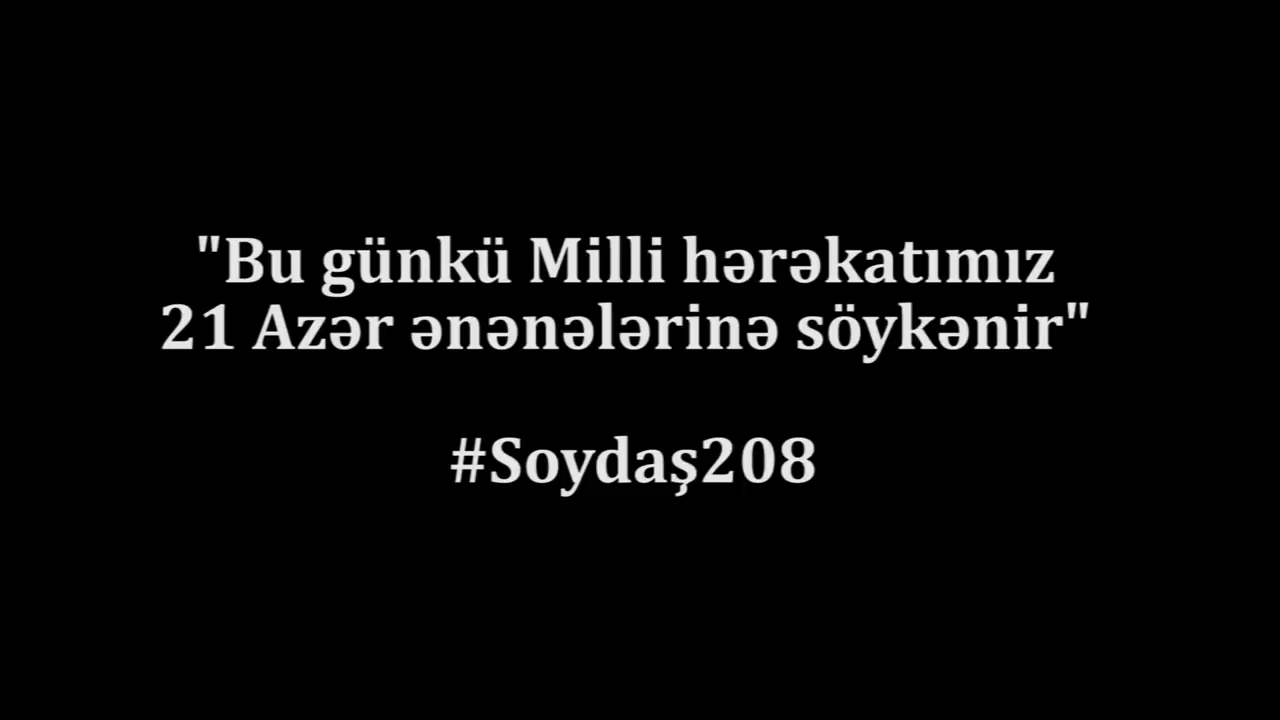 "Bu günkü Milli hərəkatımız
21 Azər ənənələrinə söykənir"
#Soydaş208